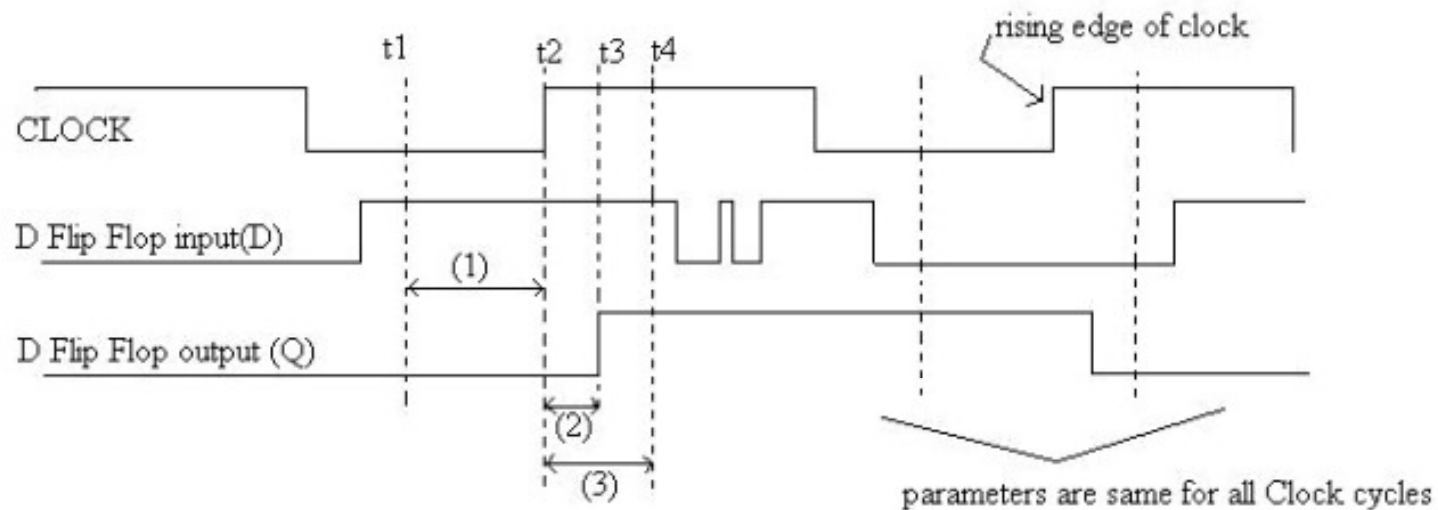 rising edge of clock
t1
t2
t3
t4
CLOCK
D Flip Flop input(D)
(1)
D Flip Flop output (Q)
(2)
(3)
parameters are same for all Clock cycles